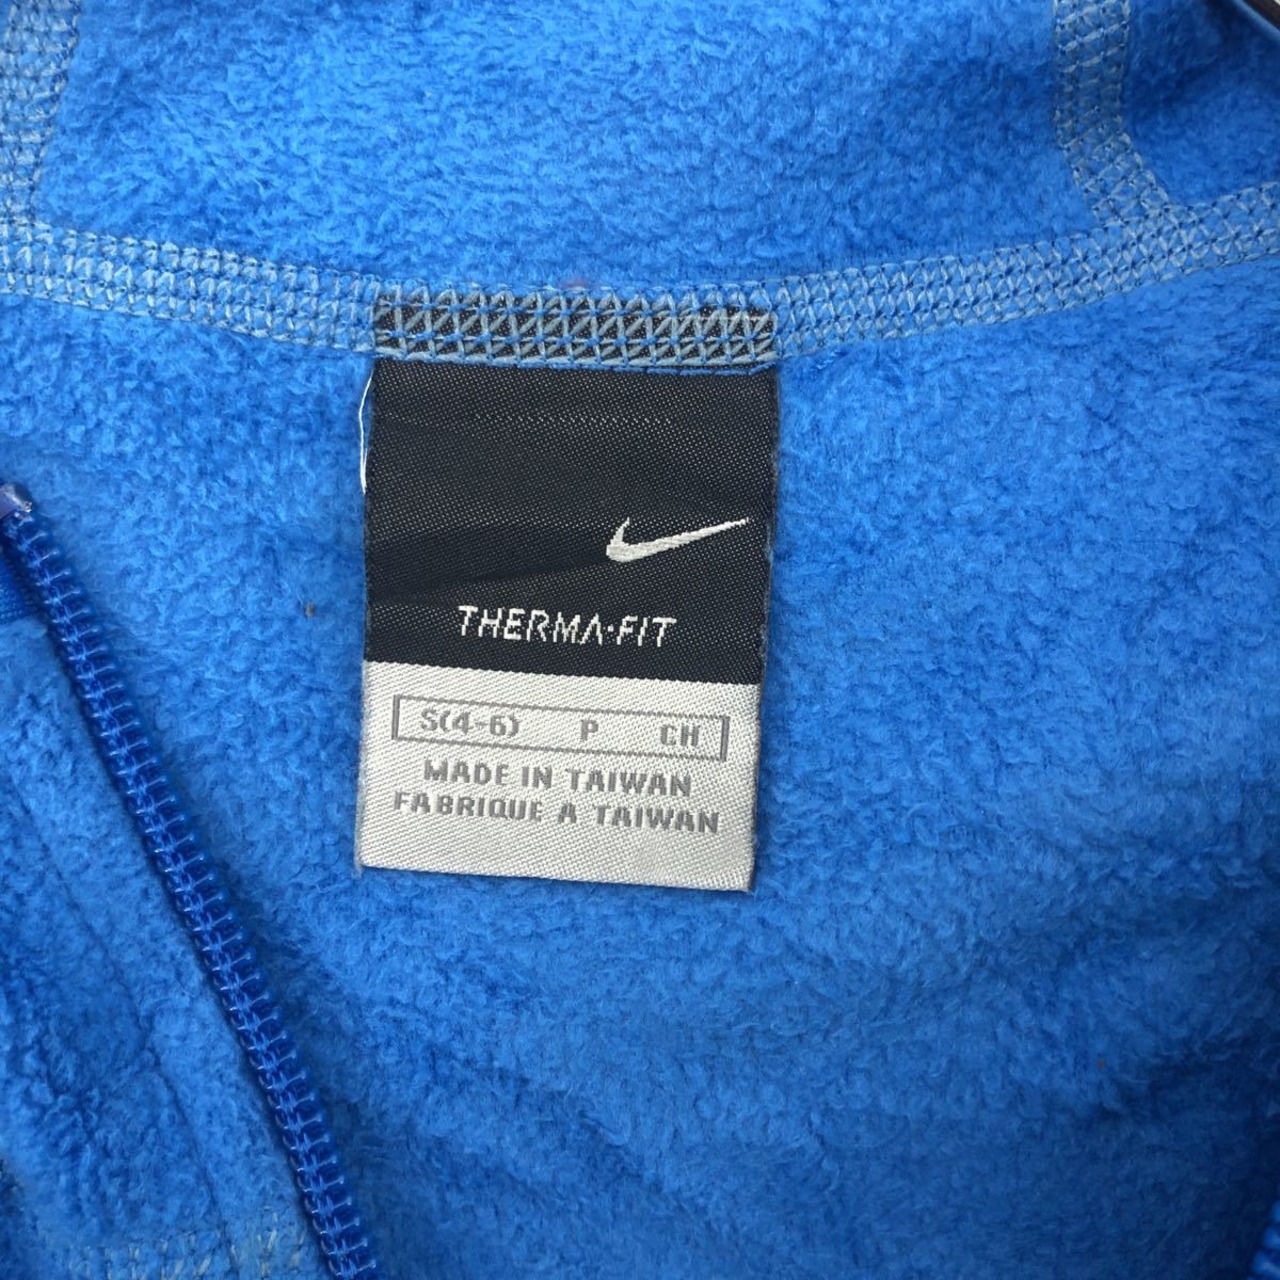 THERMA·FIT
S(4-6) P CH
MADE IN TAIWAN
FABRIQUE A TAIWAN